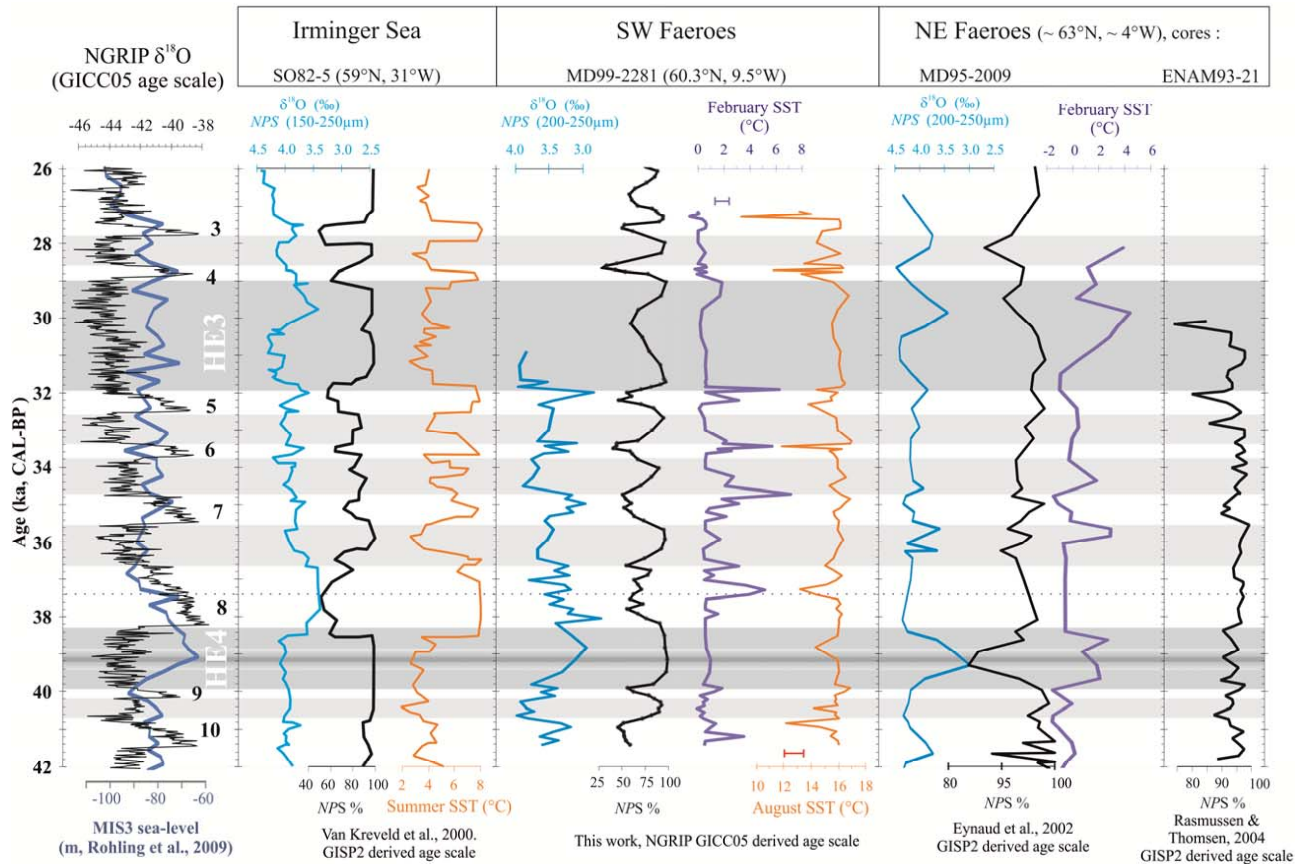 Irminger Sea
SW Faeroes
NE Faeroes (~ 63°N, ~ 4°W), cores :
NGRIP δ¹⁸O
(GICC05 age scale)
SO82-5 (59°N, 31°W)
MD99-2281 (60.3°N, 9.5°W)
MD95-2009
ENAM93-21
-46 -44 -42 -40 -38
δ¹⁸O (‰)
NPS (150-250µm)
4.5 4.0 3.5 3.0 2.5
δ¹⁸O (‰)
NPS (200-250µm)
4.0 3.5 3.0
February SST
(°C)
0 2 4 6 8
δ¹⁸O (‰)
NPS (200-250µm)
4.5 4.0 3.5 3.0 2.5
February SST
(°C)
-2 0 2 4 6
Age (ka, CAL-BP)
26
28
30
32
34
36
38
40
42
3
4
HE3
5
6
7
8
HE4
9
10
-100 -80 -60
MIS3 sea-level
(m, Rohling et al., 2009)
40 60 80 100
NPS %
2 4 6 8
Summer SST (°C)
Van Kreveld et al., 2000.
GISP2 derived age scale
25 50 75 100
NPS %
10 12 14 16 18
August SST (°C)
This work, NGRIP GICC05 derived age scale
80 95 100
NPS %
Eynaud et al., 2002
GISP2 derived age scale
80 90 100
NPS %
Rasmussen &
Thomsen, 2004
GISP2 derived age scale